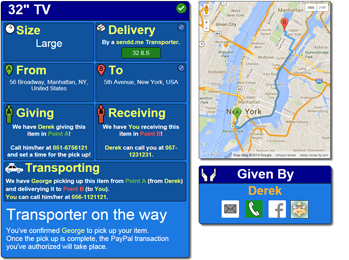 32" TV
Size
Large
Delivery
By a sendd.me Transporter.
32 ILS
From
56 Broadway, Manhattan, NY,
United States
To
5th Avenue, New York, USA
Giving
We have Derek giving this
item in Point A!
Call him/her at 051-6756121
and set a time for the pick up!
Receiving
We have You receiving this
item in Point B!
Derek can call you at 057-
1231231.
Transporting
We have George picking up this item from Point A (from Derek)
and delivering it to Point B (to You).
You can call him/her at 056-1121121.
Transporter on the way
You've confirmed George to pick up your item.
Once the pick up is complete, the PayPal transaction
you've authorized will take place.
Manhattan
New York
Given By
Derek